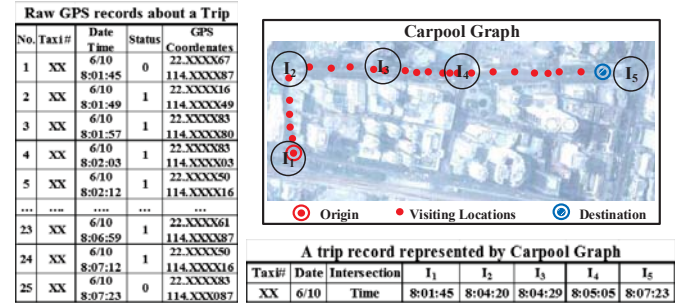 Raw GPS records about a Trip
No. Taxi# Date Time Status GPS Coordenates
1 XX 6/10 8:01:45 0 22.XXXX67 114.XXXX87
2 XX 6/10 8:01:49 1 22.XXXX16 114.XXXX49
3 XX 6/10 8:01:57 1 22.XXXX83 114.XXXX80
4 XX 6/10 8:02:03 1 22.XXXX83 114.XXXX03
5 XX 6/10 8:02:12 1 22.XXXX50 114.XXXX16
... .... .... ... ...
23 XX 6/10 8:06:59 1 22.XXXX61 114.XXXX87
24 XX 6/10 8:07:12 1 22.XXXX50 114.XXXX16
25 XX 6/10 8:07:23 0 22.XXXX83 114.XXX087
Carpool Graph
I2 I3 I4 I5
I1
Origin Visiting Locations Destination
A trip record represented by Carpool Graph
Taxi# Date Intersection I1 I2 I3 I4 I5
XX 6/10 Time 8:01:45 8:04:20 8:04:29 8:05:05 8:07:23